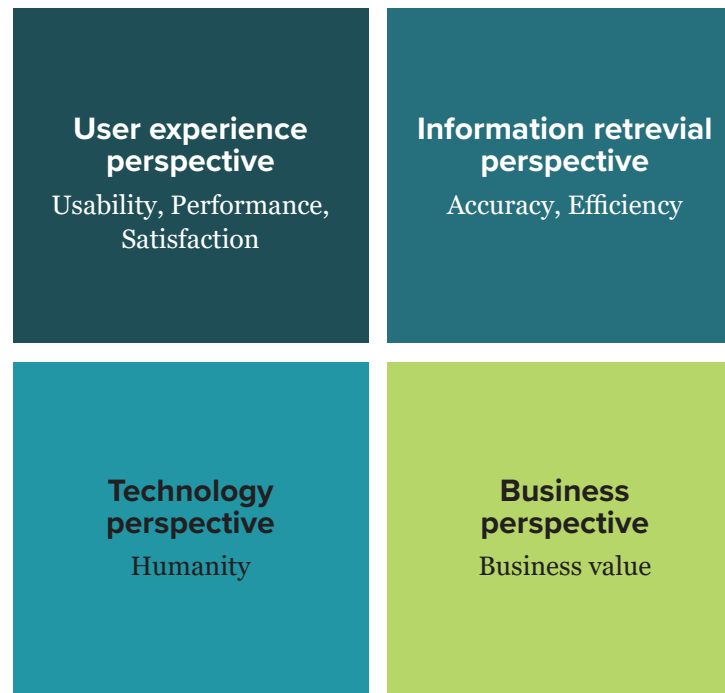 User experience
perspective
Usability, Performance,
Satisfaction
Information retrevial
perspective
Accuracy, Efficiency
Technology
perspective
Humanity
Business
perspective
Business value